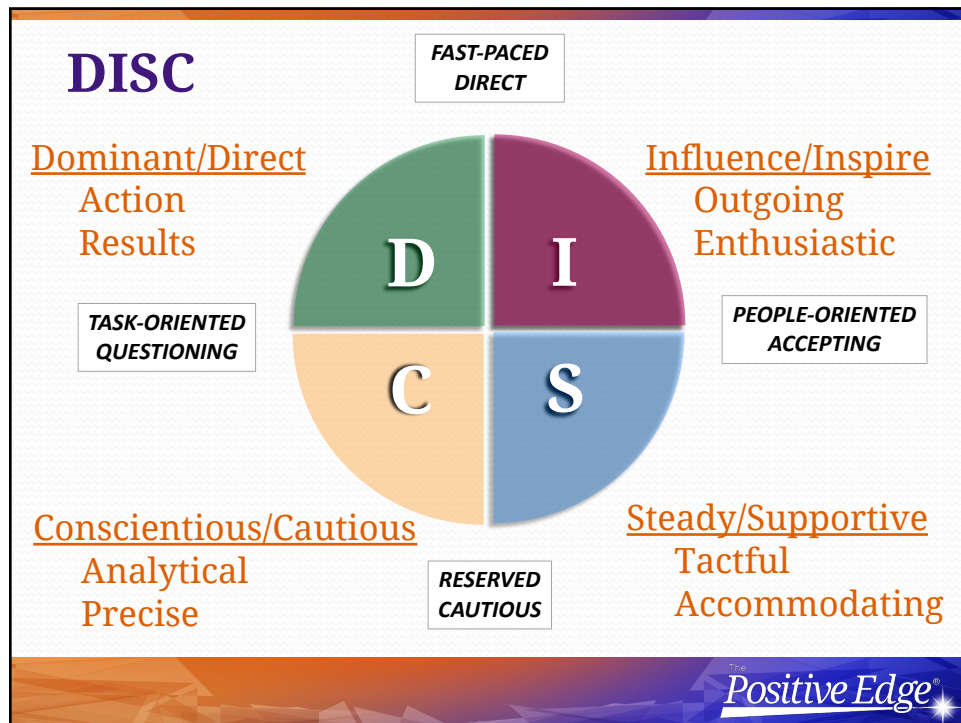 DISC
FAST-PACED
DIRECT
Dominant/Direct
Action
Results
Influence/Inspire
Outgoing
Enthusiastic
D
I
TASK-ORIENTED
QUESTIONING
PEOPLE-ORIENTED
ACCEPTING
C
S
Conscientious/Cautious
Analytical
Precise
RESERVED
CAUTIOUS
Steady/Supportive
Tactful
Accommodating
The
Positive Edge®